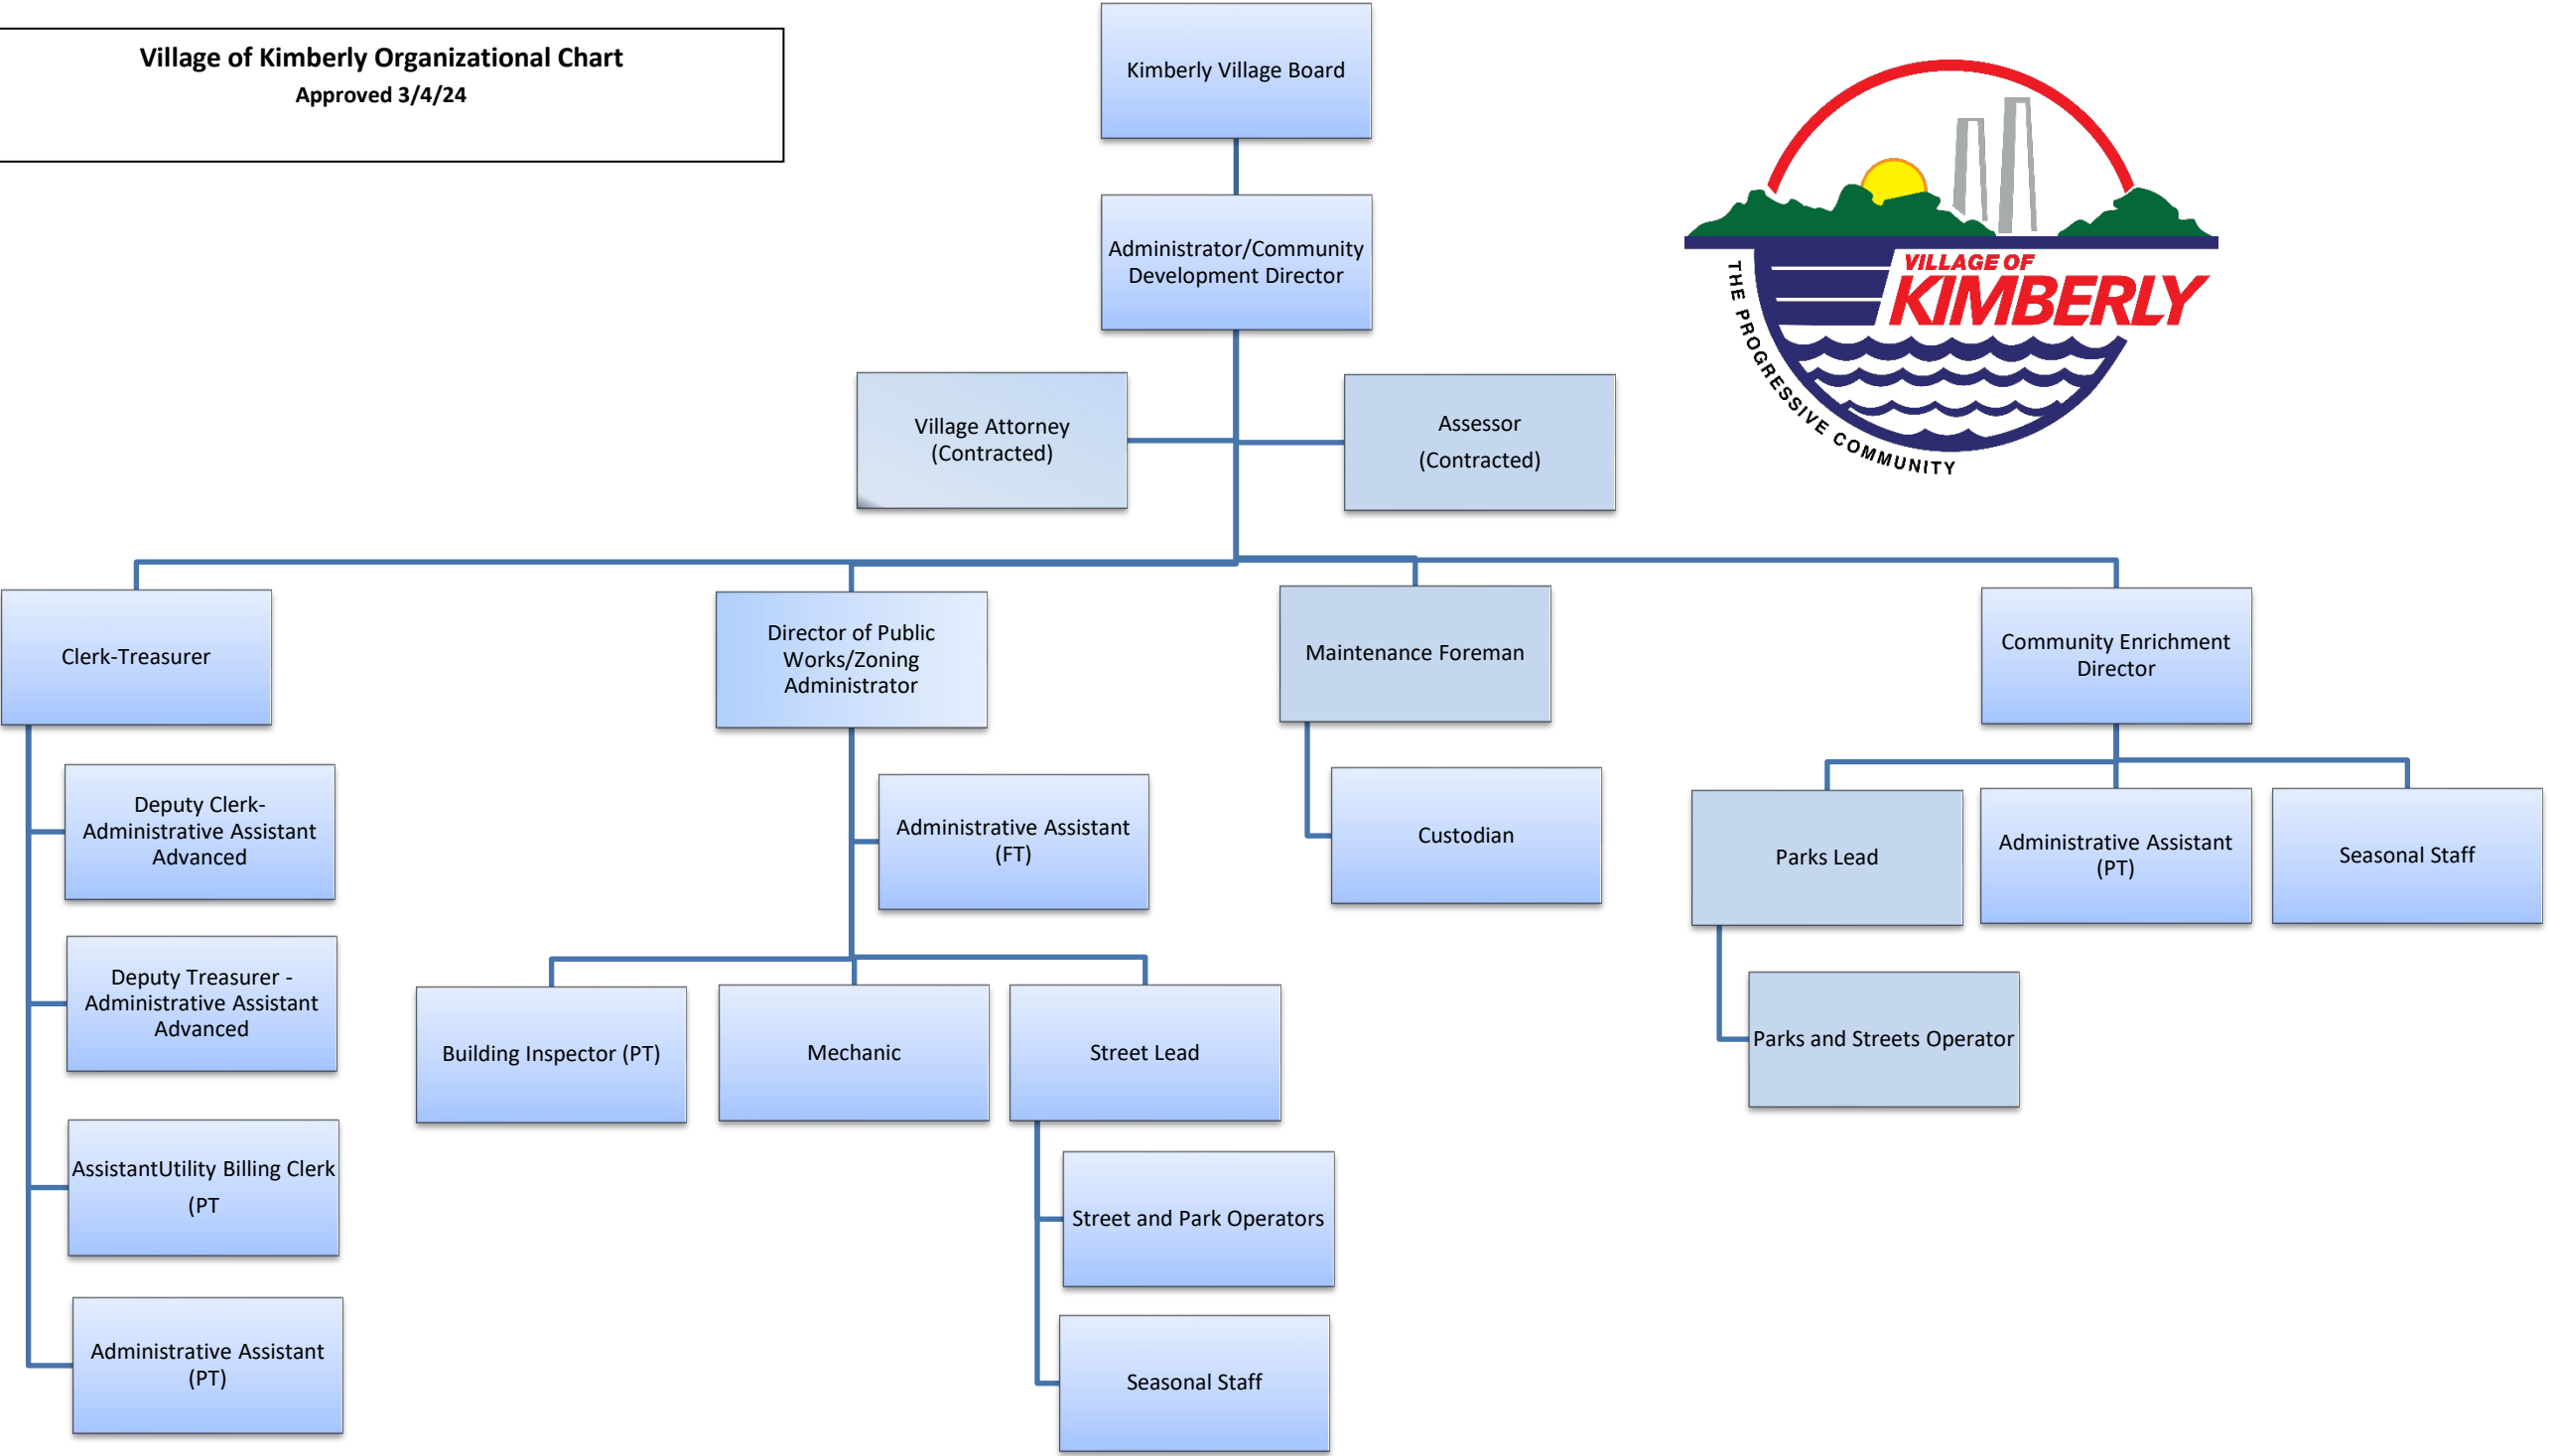 Village of Kimberly Organizational Chart
Approved 3/4/24
Kimberly Village Board
Administrator/Community
Development Director
VILLAGE OF
KIMBERLY
THE PROGRESSIVE COMMUNITY
Village Attorney
(Contracted)
Assessor
(Contracted)
Clerk-Treasurer
Director of Public
Works/Zoning
Administrator
Maintenance Foreman
Community Enrichment
Director
Deputy Clerk-
Administrative Assistant
Advanced
Deputy Treasurer -
Administrative Assistant
Advanced
AssistantUtility Billing Clerk
(PT
Administrative Assistant
(PT)
Administrative Assistant
(FT)
Building Inspector (PT)
Mechanic
Street Lead
Street and Park Operators
Seasonal Staff
Custodian
Parks Lead
Administrative Assistant
(PT)
Seasonal Staff
Parks and Streets Operator